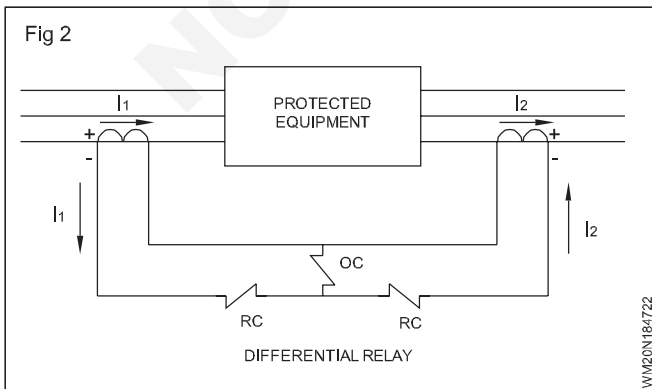 Fig 2
I1
I2
PROTECTED
EQUIPMENT
+
+
-
-
I1
I2
OC
RC
RC
DIFFERENTIAL RELAY
WM20N184722